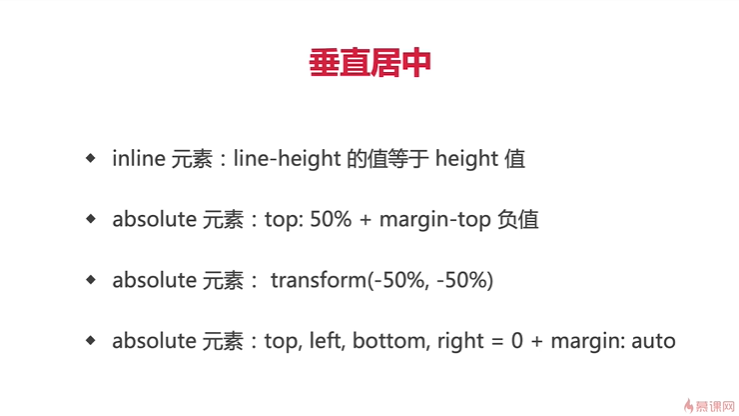 垂直居中
inline 元素：line-height 的值等于 height 值
absolute 元素：top: 50% + margin-top 负值
absolute 元素： transform(-50%, -50%)
absolute 元素：top, left, bottom, right = 0 + margin: auto
慕课网